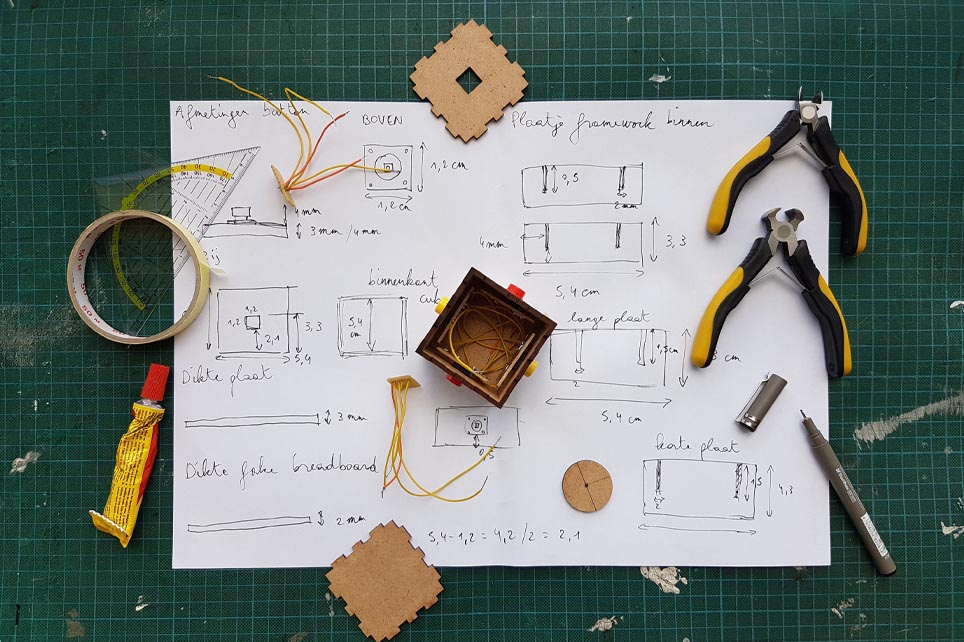 Afmetingen button
BOVEN
1,2 cm
1,2 cm
4 mm
3 mm / 4 mm
Plaatje framework binnen
0,5
2 mm
4 mm
3,3
5,4 cm
1,2
1,2
3,3
2,1
5,4
binnenkant
5,4
cm
lange plaat
1,5 cm
3 cm
2
5,4 cm
Dikte plaat
3 mm
Dikte foke breadboard
2 mm
korte plaat
1,5
2
4,3
5,4-1,2 = 4,2/2 = 2,1